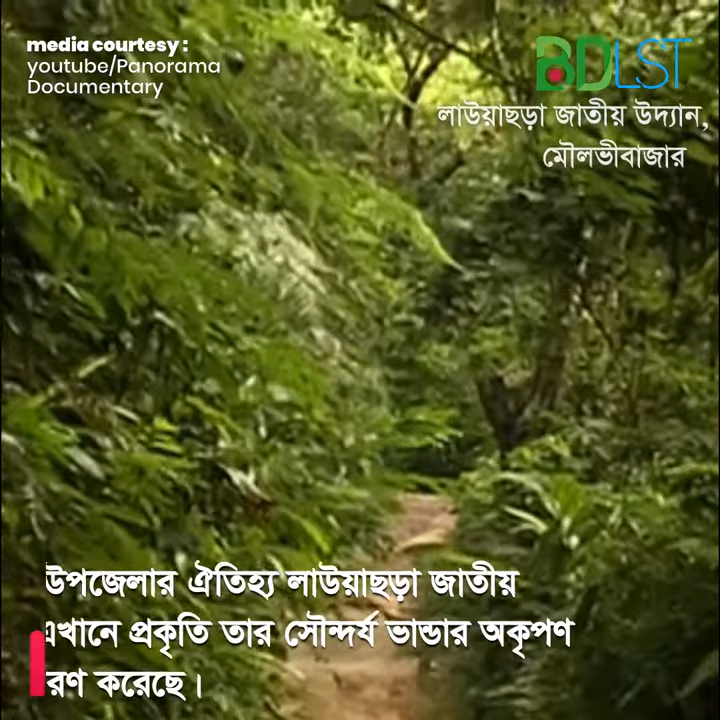 media courtesy :
youtube/Panorama
Documentary
BDLST
লাউয়াছড়া জাতীয় উদ্যান,
মৌলভীবাজার
উপজেলার ঐতিহ্য লাউয়াছড়া জাতীয়
এখানে প্রকৃতি তার সৌন্দর্য ভান্ডার অকৃপণ
রণ করেছে।